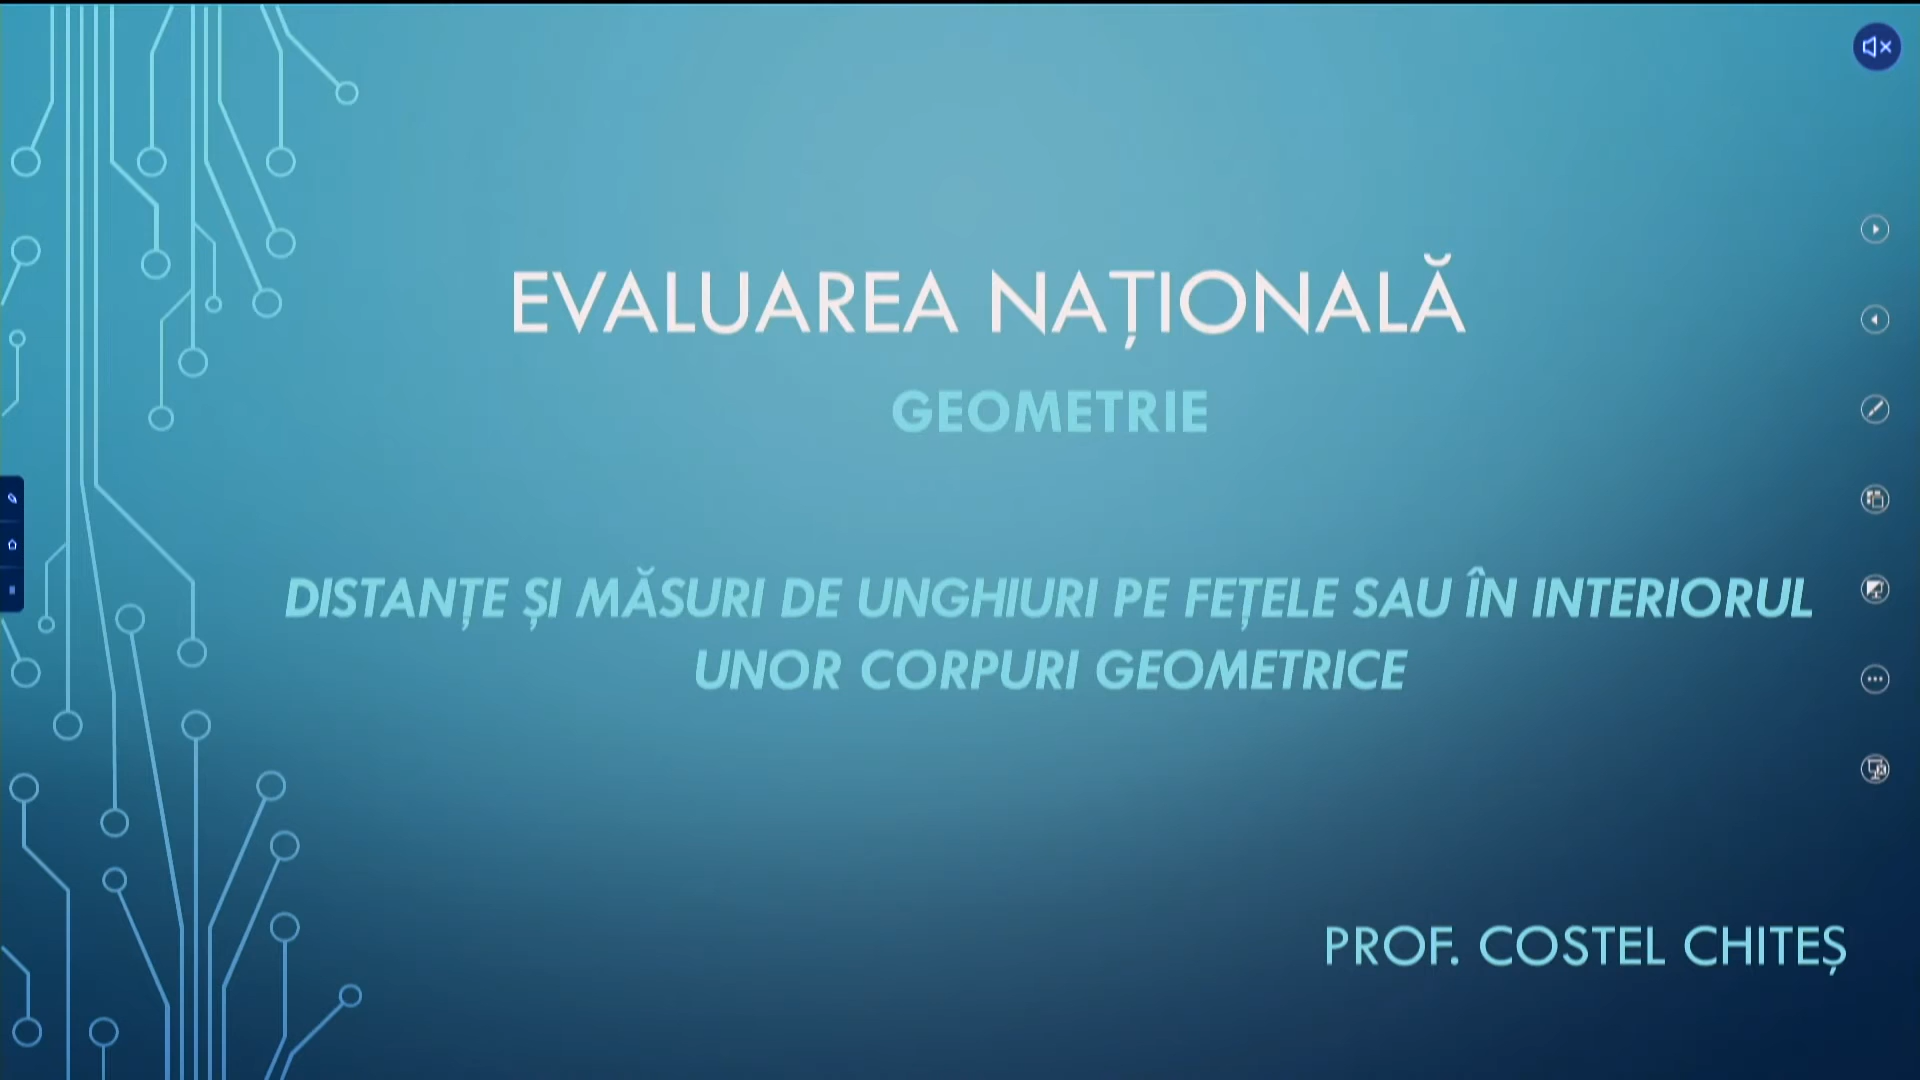 EVALUAREA NAȚIONALĂ
GEOMETRIE
DISTANȚE ȘI MĂSURI DE UNGHIURI PE FEȚELE SAU ÎN INTERIORUL
UNOR CORPURI GEOMETRICE
PROF. COSTEL CHITEȘ